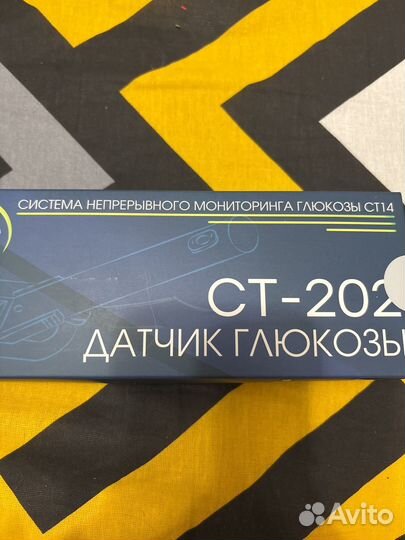 СИСТЕМА НЕПРЕРЫВНОГО МОНИТОРИНГА ГЛЮКОЗЫ СТ14
СТ-202
ДАТЧИК ГЛЮКОЗЫ
Avito